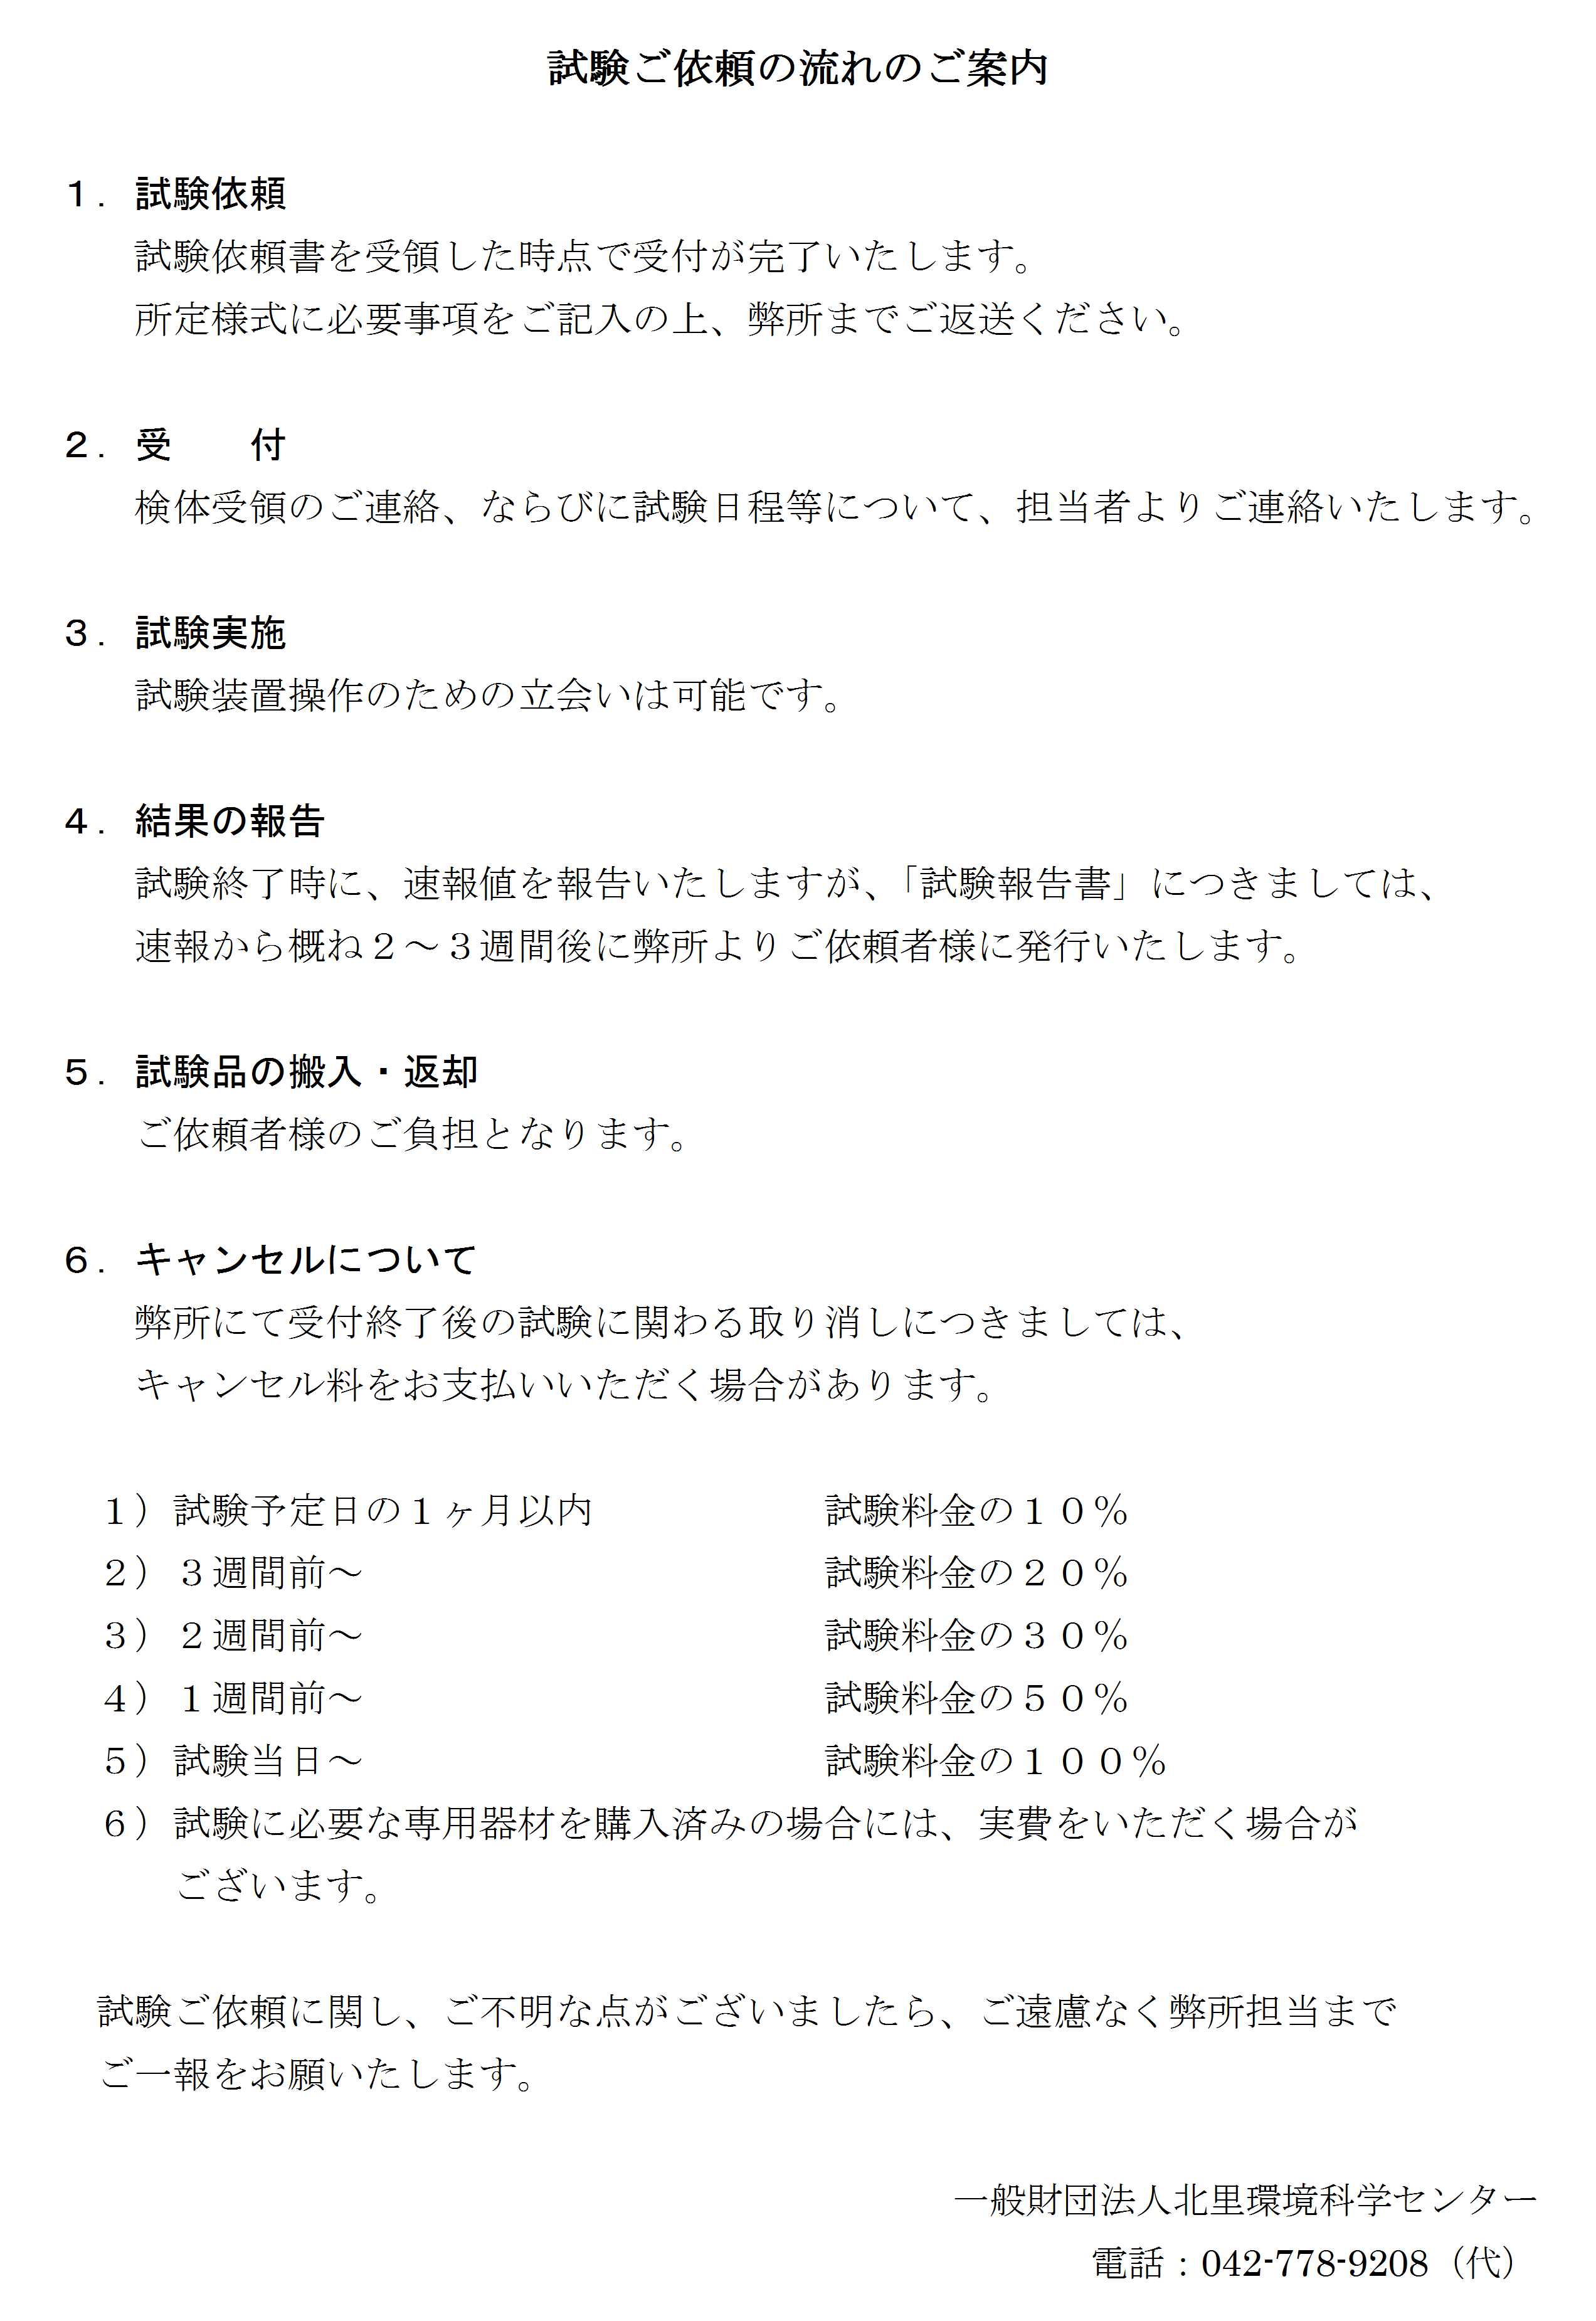 試験ご依頼の流れのご案内
１．試験依頼
試験依頼書を受領した時点で受付が完了いたします。
所定様式に必要事項をご記入の上、弊所までご返送ください。
２．受　　付
検体受領のご連絡、ならびに試験日程等について、担当者よりご連絡いたします。
３．試験実施
試験装置操作のための立会いは可能です。
４．結果の報告
試験終了時に、速報値を報告いたしますが、「試験報告書」につきましては、
速報から概ね２～３週間後に弊所よりご依頼者様に発行いたします。
５．試験品の搬入・返却
ご依頼者様のご負担となります。
６．キャンセルについて
弊所にて受付終了後の試験に関わる取り消しにつきましては、
キャンセル料をお支払いいただく場合があります。
１）試験予定日の１ヶ月以内　　　　　　試験料金の１０％
２）３週間前～　　　　　　　　　　　　試験料金の２０％
３）２週間前～　　　　　　　　　　　　試験料金の３０％
４）１週間前～　　　　　　　　　　　　試験料金の５０％
５）試験当日～　　　　　　　　　　　　試験料金の１００％
６）試験に必要な専用器材を購入済みの場合には、実費をいただく場合が
ございます。
試験ご依頼に関し、ご不明な点がございましたら、ご遠慮なく弊所担当まで
ご一報をお願いいたします。
一般財団法人北里環境科学センター
電話：042-778-9208（代）